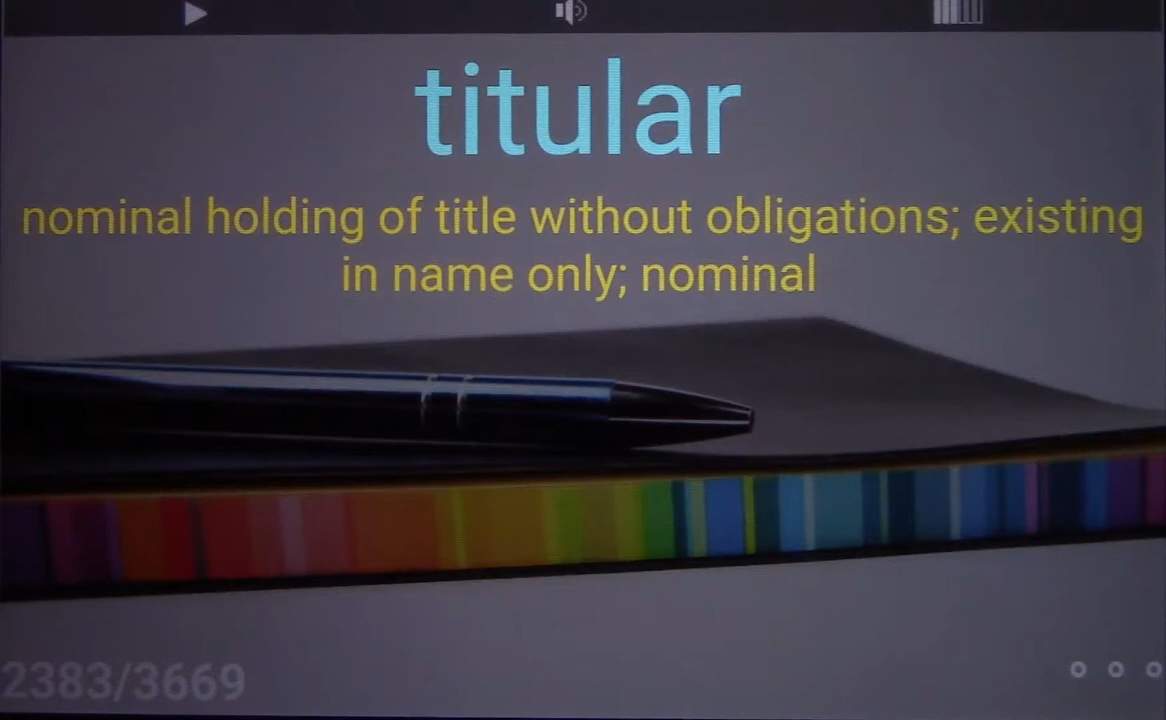 titular
nominal holding of title without obligations; existing
in name only; nominal
2383/3669